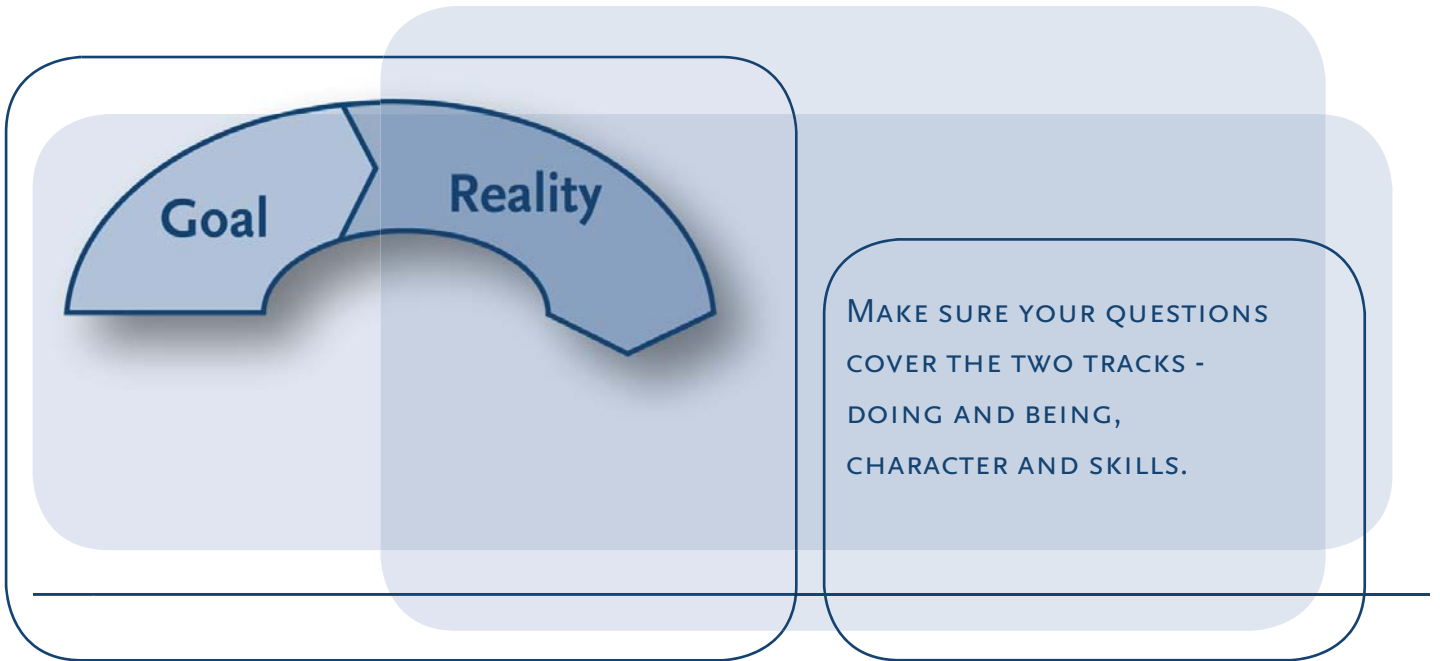 Goal
Reality
MAKE SURE YOUR QUESTIONS
COVER THE TWO TRACKS -
DOING AND BEING,
CHARACTER AND SKILLS.